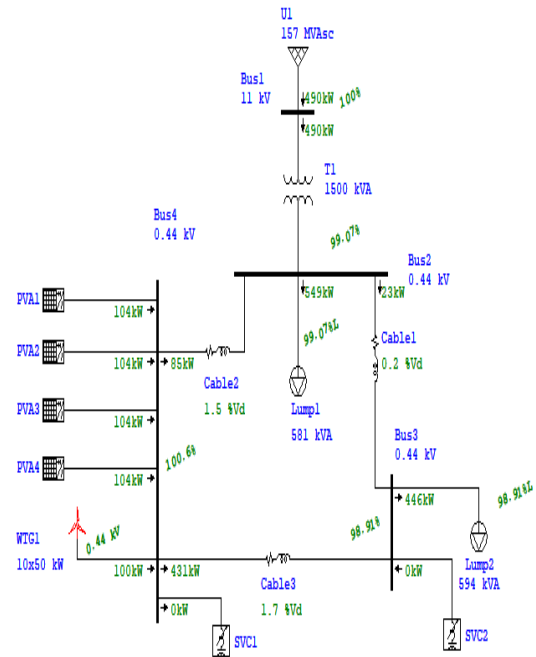 U1
157 MVAsc
Bus1
11 kV
490kW
100%
490kW
T1
1500 kVA
Bus4
0.44 kV
99.07%
Bus2
0.44 kV
PVA1
104kW
549kW
23kW
99.07%L
Cable1
0.2 %Vd
PVA2
104kW
85kW
Cable2
1.5 %Vd
Lump1
581 kVA
PVA3
104kW
Bus3
0.44 kV
100.6%
PVA4
104kW
446kW
98.91%L
98.91%
0.44 kV
WTG1
10x50 kW
100kW
431kW
0kW
Lump2
594 kVA
Cable3
1.7 %Vd
0kW
SVC1
SVC2